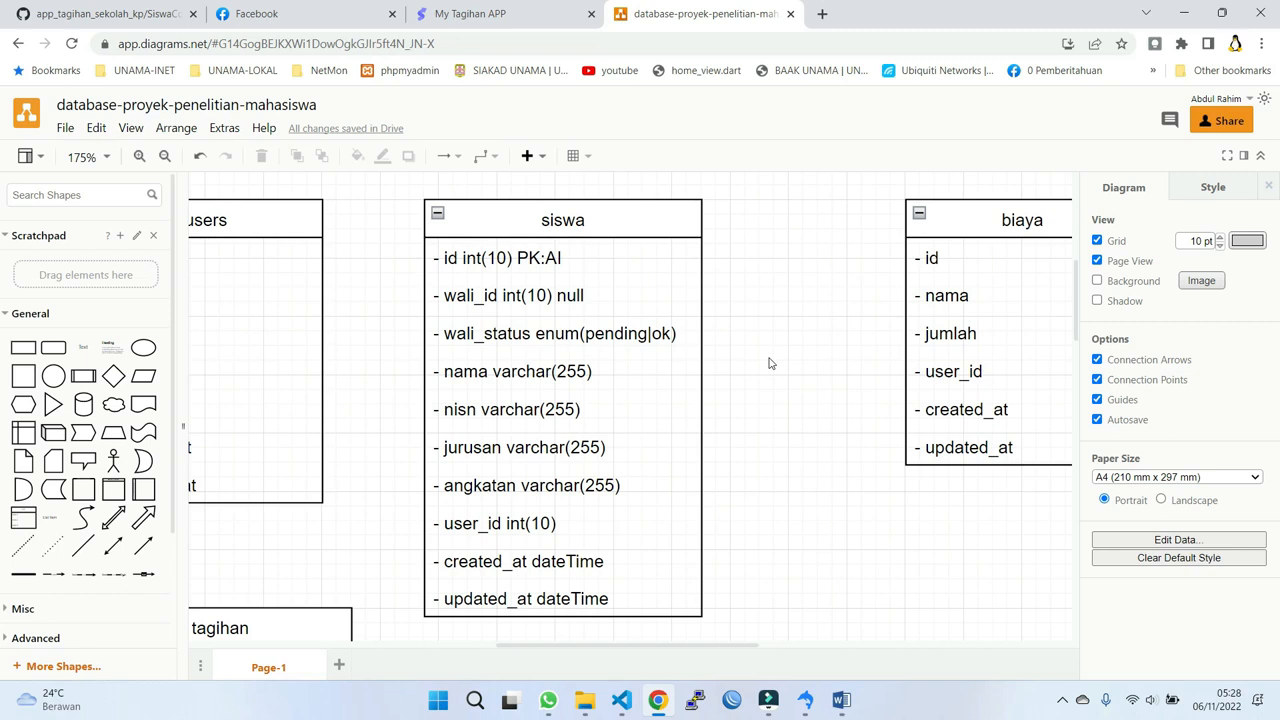 app_tagihan_sekolah_kp/SiswaCo
Facebook
My Tagihan APP
database-proyek-penelitian-mah
app.diagrams.net/#G14GogBEJKXWi1DowOgkGJIr5ft4N_JN-X
Bookmarks
UNAMA-INET
UNAMA-LOKAL
NetMon
phpmyadmin
SIAKAD UNAMA | UN...
youtube
home_view.dart
BAAK UNAMA | UN...
Ubiquiti Networks |...
0 Pemberitahuan
»
Other bookmarks
database-proyek-penelitian-mahasiswa
Abdul Rahim
File Edit View Arrange Extras Help All changes saved in Drive
Share
175%
Search Shapes
Scratchpad
?
Drag elements here
General
Text
Heading
List Item
Misc
Advanced
+ More Shapes...
users
t
at
tagihan
siswa
- id int(10) PK:AI
- wali_id int(10) null
- wali_status enum(pending|ok)
- nama varchar(255)
- nisn varchar(255)
- jurusan varchar(255)
- angkatan varchar(255)
- user_id int(10)
- created_at dateTime
- updated_at dateTime
biaya
- id
- nama
- jumlah
- user_id
- created_at
- updated_at
Diagram
Style
View
Grid
10 pt
Page View
Background
Image
Shadow
Options
Connection Arrows
Connection Points
Guides
Autosave
Paper Size
A4 (210 mm x 297 mm)
Portrait
Landscape
Edit Data...
Clear Default Style
Page-1
24°C
Berawan
05:28
06/11/2022